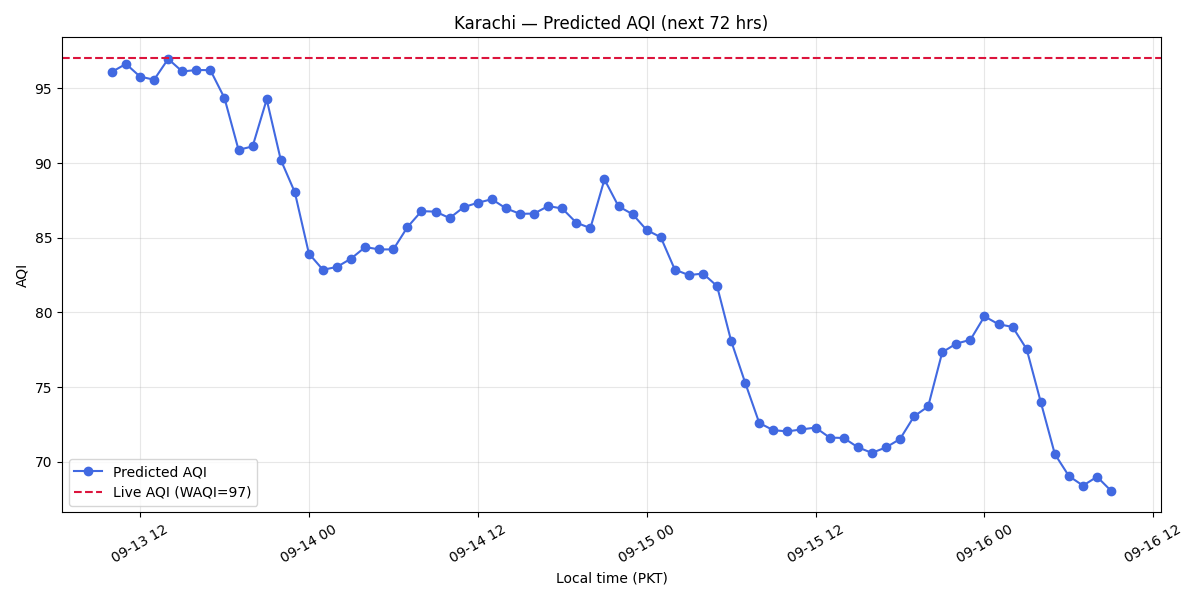 Karachi — Predicted AQI (next 72 hrs)
AQI
95
90
85
80
75
70
Predicted AQI
Live AQI (WAQI=97)
09-13 12
09-14 00
09-14 12
09-15 00
09-15 12
09-16 00
09-16 12
Local time (PKT)